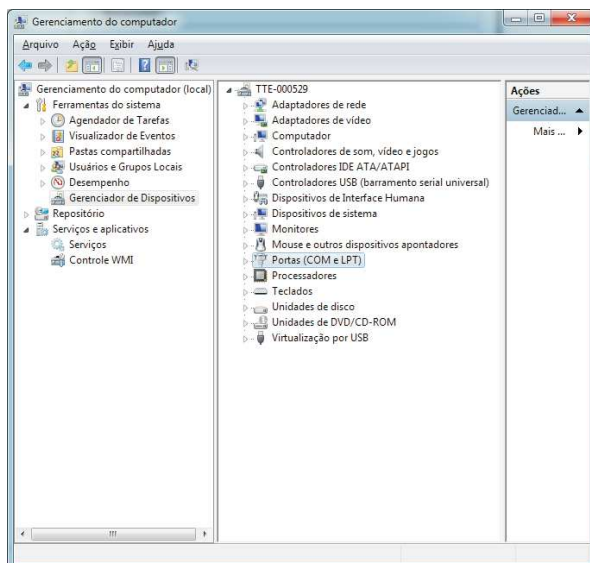 Gerenciamento do computador
Arquivo Ação Exibir Ajuda
Gerenciamento do computador (local)
Ferramentas do sistema
Agendador de Tarefas
Visualizador de Eventos
Pastas compartilhadas
Usuários e Grupos Locais
Desempenho
Gerenciador de Dispositivos
Repositório
Serviços e aplicativos
Serviços
Controle WMI
TTE-000529
Adaptadores de rede
Adaptadores de vídeo
Computador
Controladores de som, vídeo e jogos
Controladores IDE ATA/ATAPI
Controladores USB (barramento serial universal)
Dispositivos de Interface Humana
Dispositivos de sistema
Monitores
Mouse e outros dispositivos apontadores
Portas (COM e LPT)
Processadores
Teclados
Unidades de disco
Unidades de DVD/CD-ROM
Virtualização por USB
Ações
Gerenciad...
Mais ...